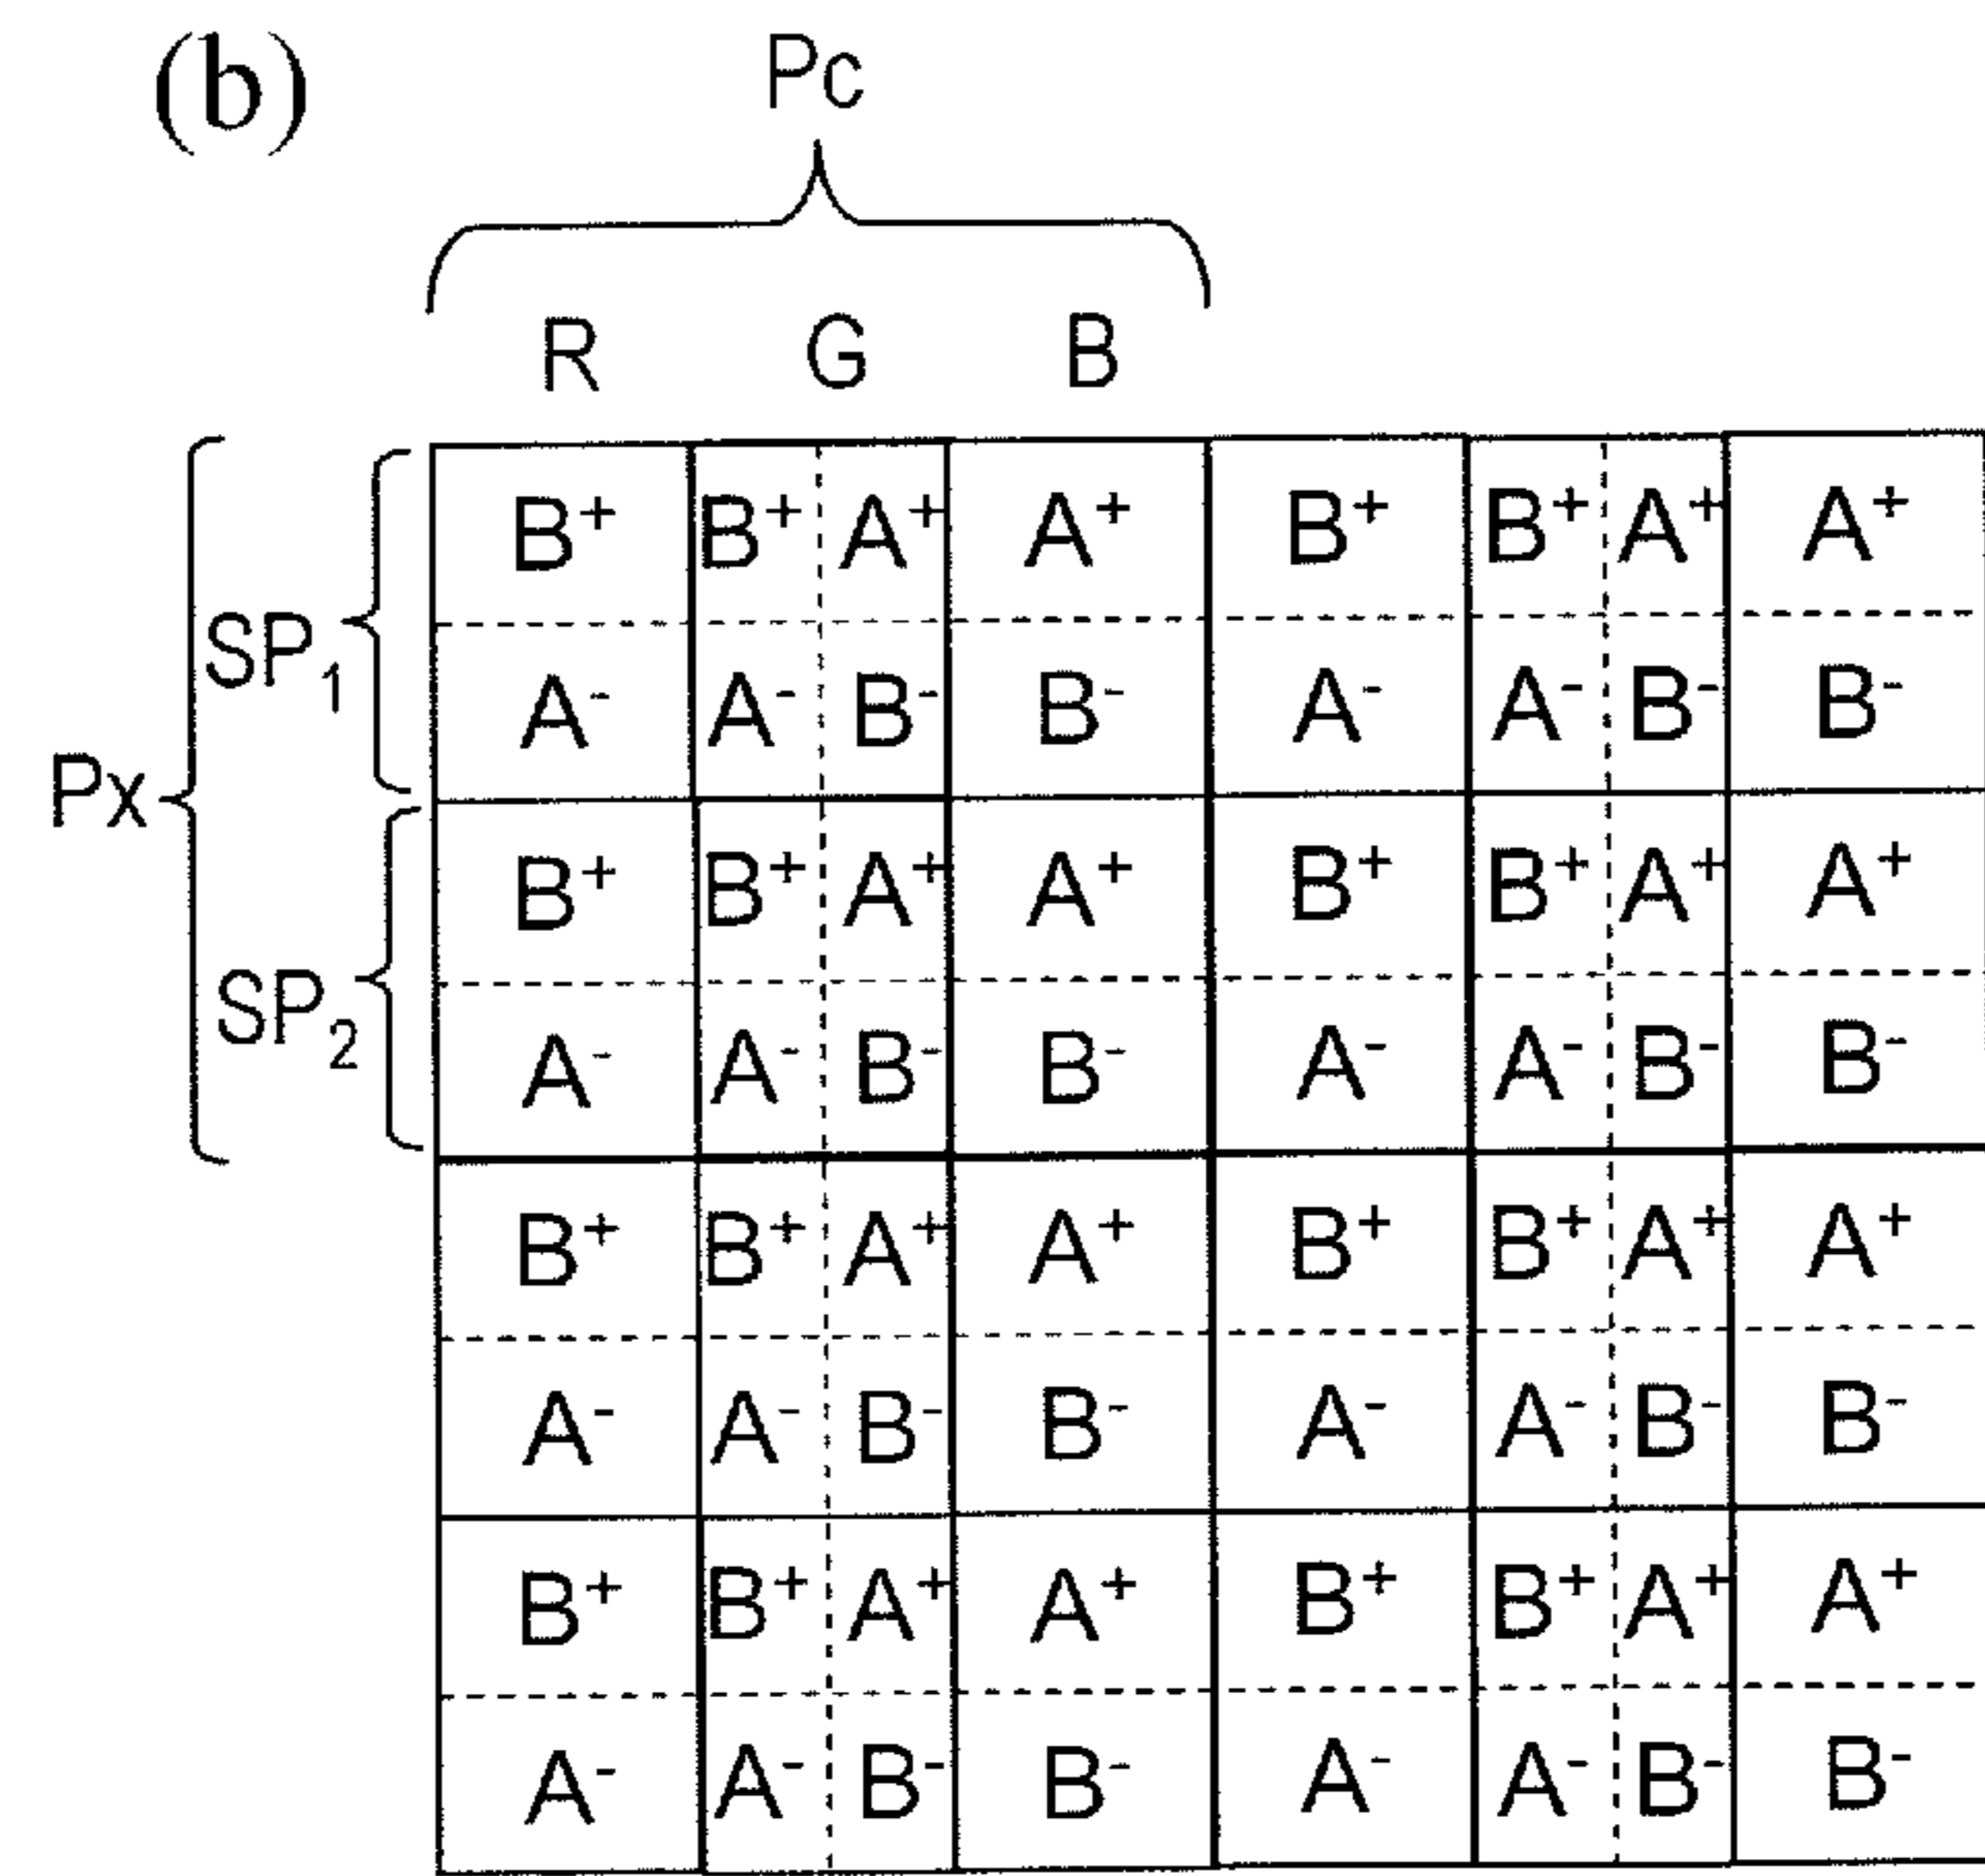 (b)
Pc
R G B
B⁺ B⁺ A⁺ A⁺ B⁺ B⁺ A⁺ A⁺
SP₁
A⁻ A⁻ B⁻ B⁻ A⁻ A⁻ B⁻ B⁻
Px
B⁺ B⁺ A⁺ A⁺ B⁺ B⁺ A⁺ A⁺
SP₂
A⁻ A⁻ B⁻ B⁻ A⁻ A⁻ B⁻ B⁻
B⁺ B⁺ A⁺ A⁺ B⁺ B⁺ A⁺ A⁺
A⁻ A⁻ B⁻ B⁻ A⁻ A⁻ B⁻ B⁻
B⁺ B⁺ A⁺ A⁺ B⁺ B⁺ A⁺ A⁺
A⁻ A⁻ B⁻ B⁻ A⁻ A⁻ B⁻ B⁻